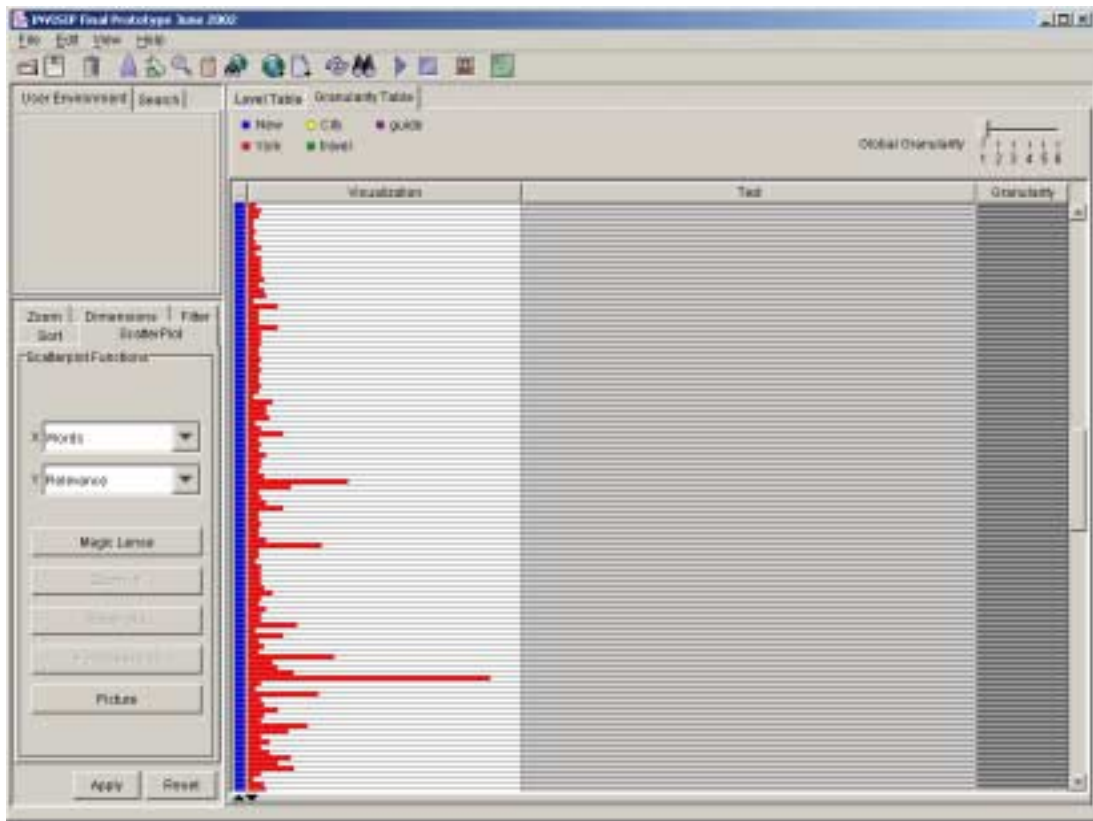 INVISIP Final Prototype June 2002
File Edit View Help
User Environment Search
Level Table Granularity Table
New City guide
York travel
Global Granularity
1 2 3 4 5 6
Visualization Text Granularity
Zoom Dimensions Filter
Sort ScatterPlot
Scatterplot Functions
X Words
Y Relevance
Magic Lense
Picture
Apply Reset